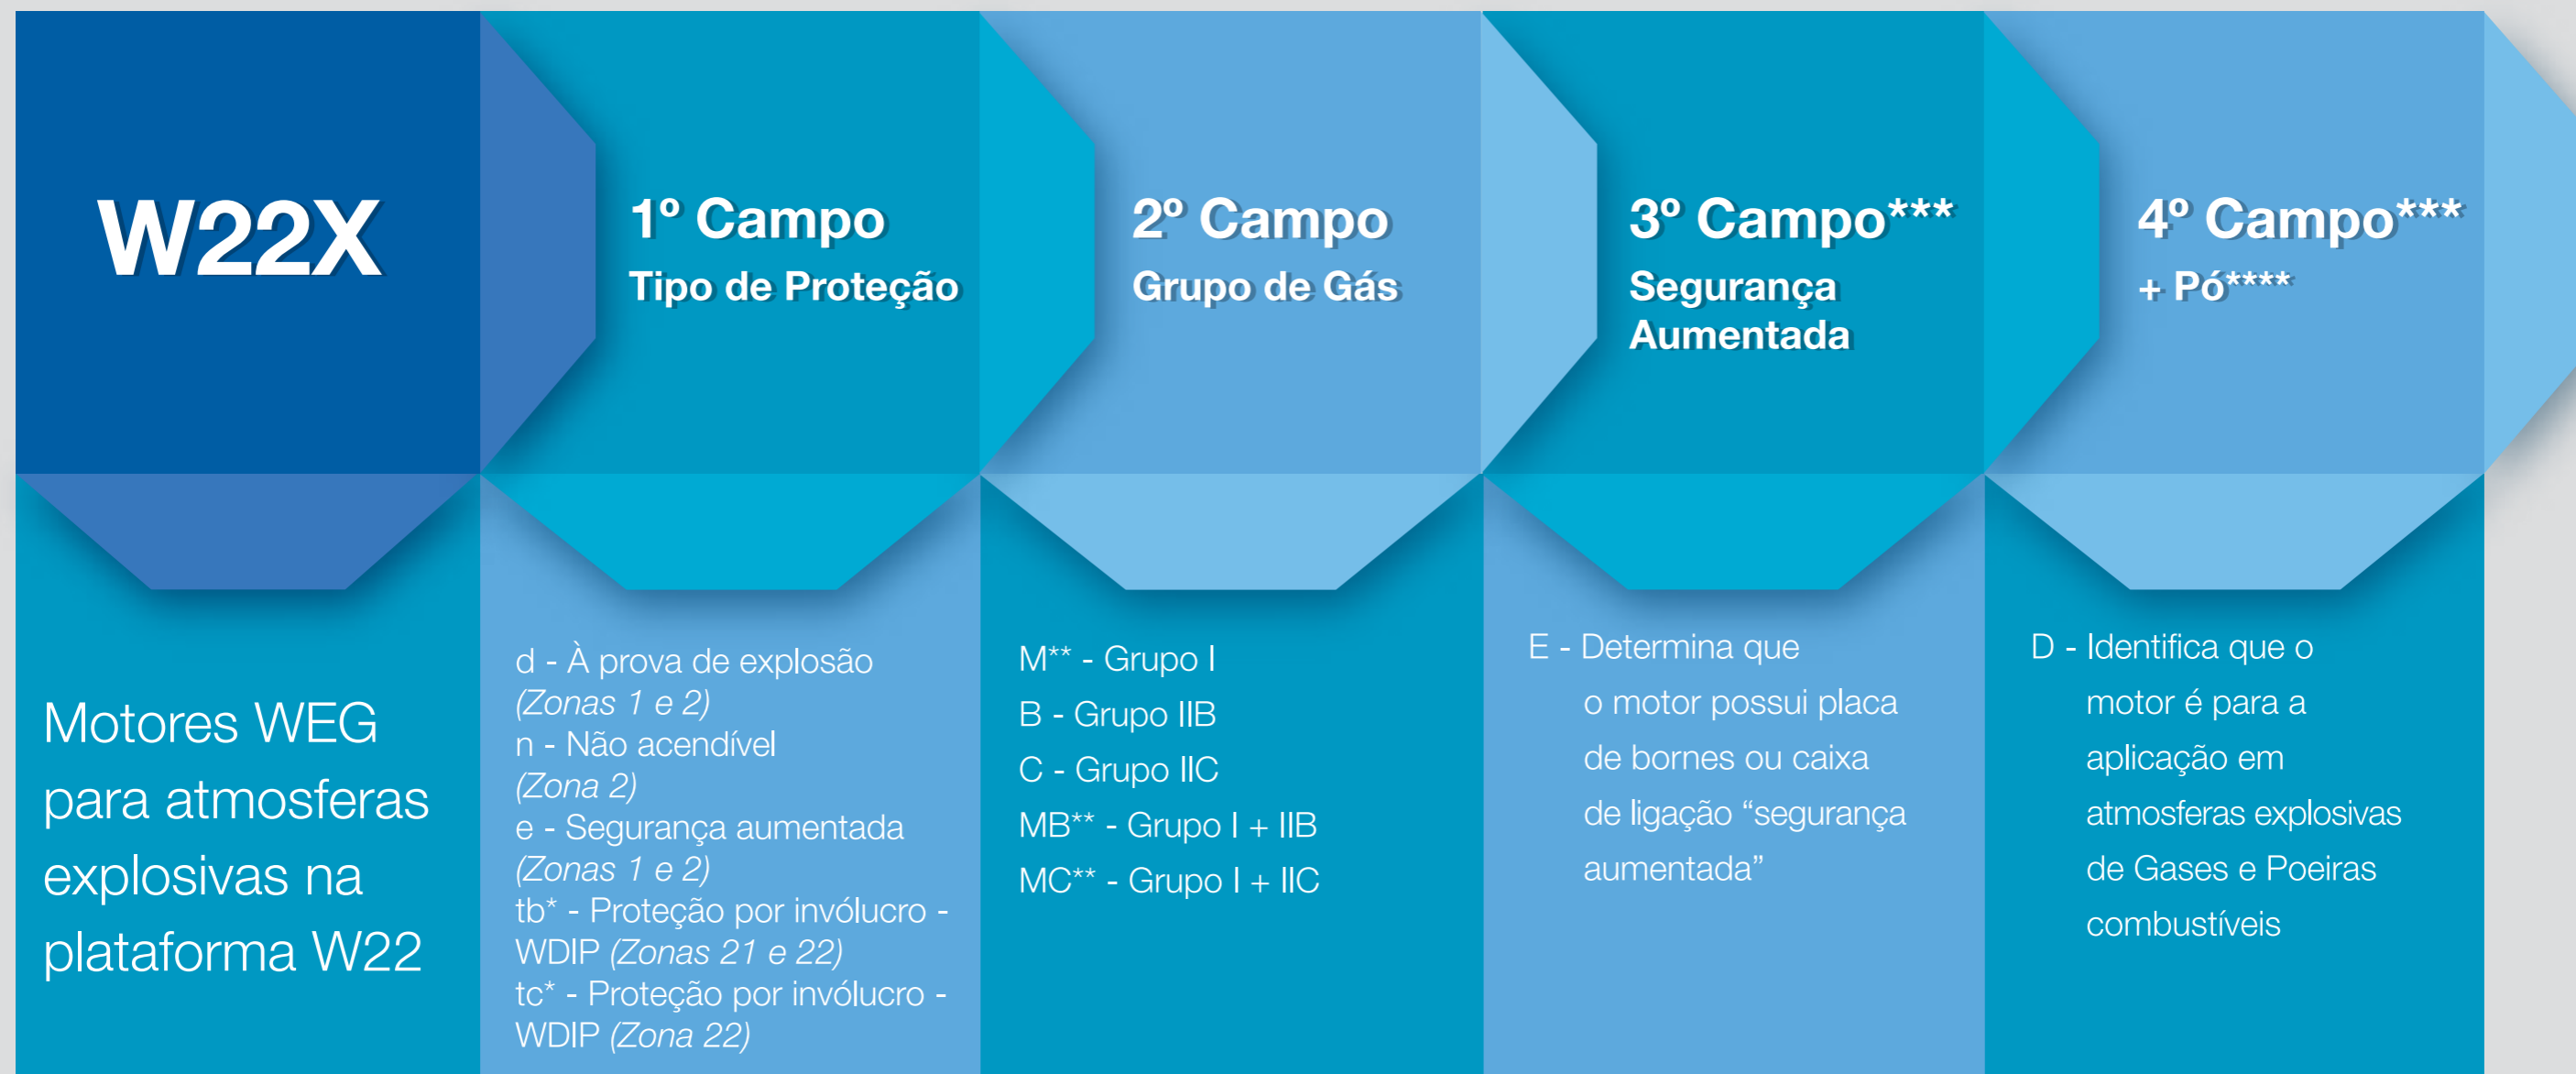 W22X
1º Campo
Tipo de Proteção
2º Campo
Grupo de Gás
3º Campo***
Segurança
Aumentada
4º Campo***
+ Pó****
Motores WEG
para atmosferas
explosivas na
plataforma W22
d - À prova de explosão
(Zonas 1 e 2)
n - Não acendível
(Zona 2)
e - Segurança aumentada
(Zonas 1 e 2)
tb* - Proteção por invólucro -
WDIP (Zonas 21 e 22)
tc* - Proteção por invólucro -
WDIP (Zona 22)
M** - Grupo I
B - Grupo IIB
C - Grupo IIC
MB** - Grupo I + IIB
MC** - Grupo I + IIC
E - Determina que
o motor possui placa
de bornes ou caixa
de ligação “segurança
aumentada”
D - Identifica que o
motor é para a
aplicação em
atmosferas explosivas
de Gases e Poeiras
combustíveis